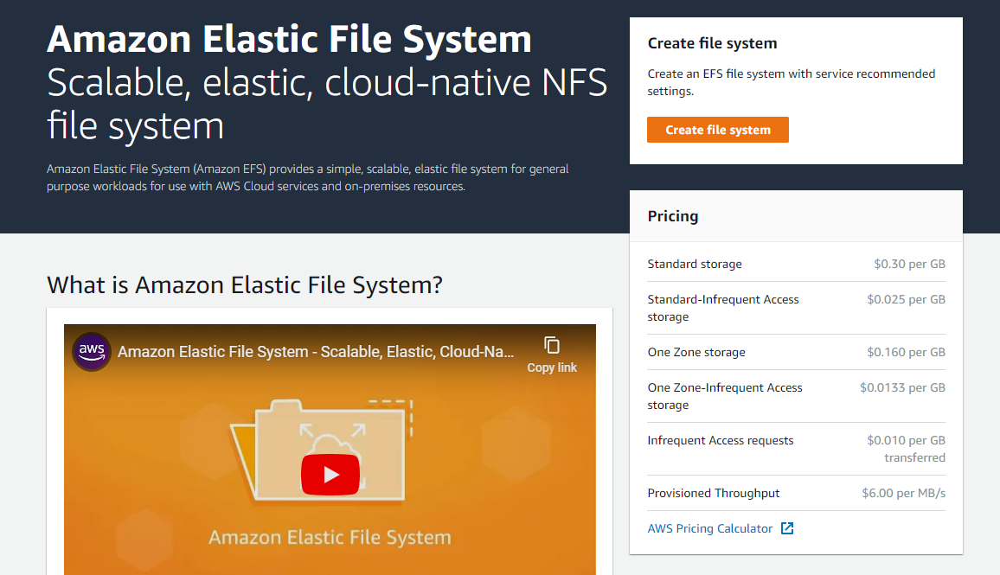 Amazon Elastic File System
Scalable, elastic, cloud-native NFS
file system
Amazon Elastic File System (Amazon EFS) provides a simple, scalable, elastic file system for general
purpose workloads for use with AWS Cloud services and on-premises resources.
Create file system
Create an EFS file system with service recommended
settings.
Create file system
What is Amazon Elastic File System?
aws
Amazon Elastic File System - Scalable, Elastic, Cloud-Na...
Copy link
Amazon Elastic File System
Pricing
Standard storage $0.30 per GB
Standard-Infrequent Access $0.025 per GB
storage
One Zone storage $0.160 per GB
One Zone-Infrequent Access $0.0133 per GB
storage
Infrequent Access requests $0.010 per GB
transferred
Provisioned Throughput $6.00 per MB/s
AWS Pricing Calculator